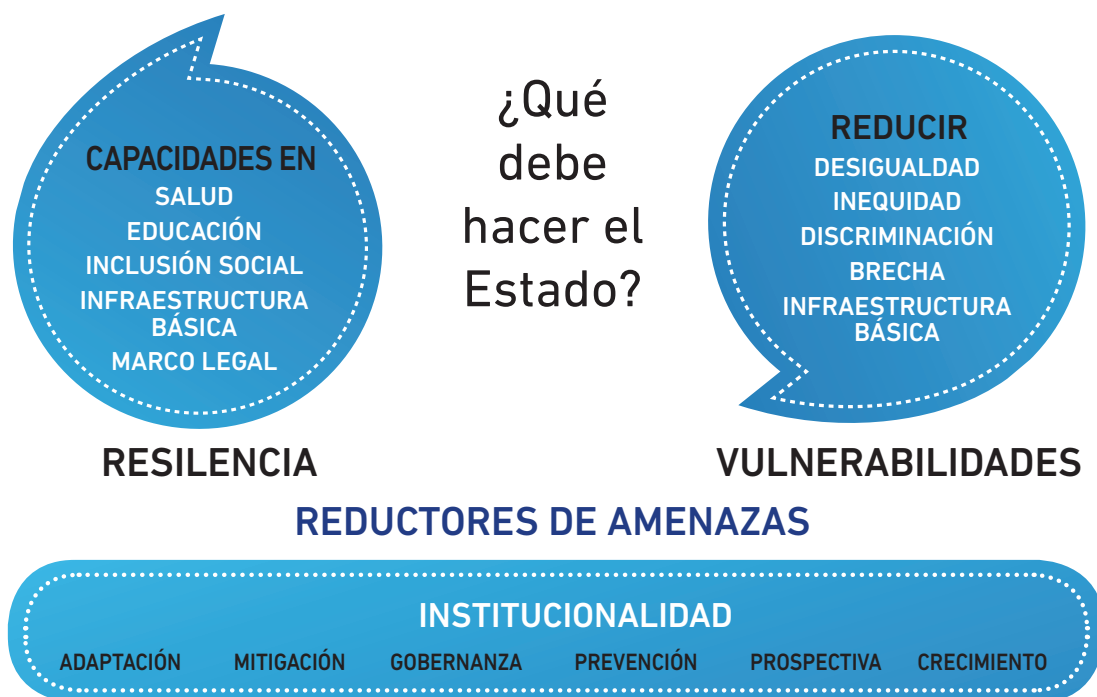 CAPACIDADES EN
SALUD
EDUCACIÓN
INCLUSIÓN SOCIAL
INFRAESTRUCTURA
BÁSICA
MARCO LEGAL
RESILENCIA
¿Qué
debe
hacer el
Estado?
REDUCIR
DESIGUALDAD
INEQUIDAD
DISCRIMINACIÓN
BRECHA
INFRAESTRUCTURA
BÁSICA
VULNERABILIDADES
REDUCTORES DE AMENAZAS
INSTITUCIONALIDAD
ADAPTACIÓN MITIGACIÓN GOBERNANZA PREVENCIÓN PROSPECTIVA CRECIMIENTO